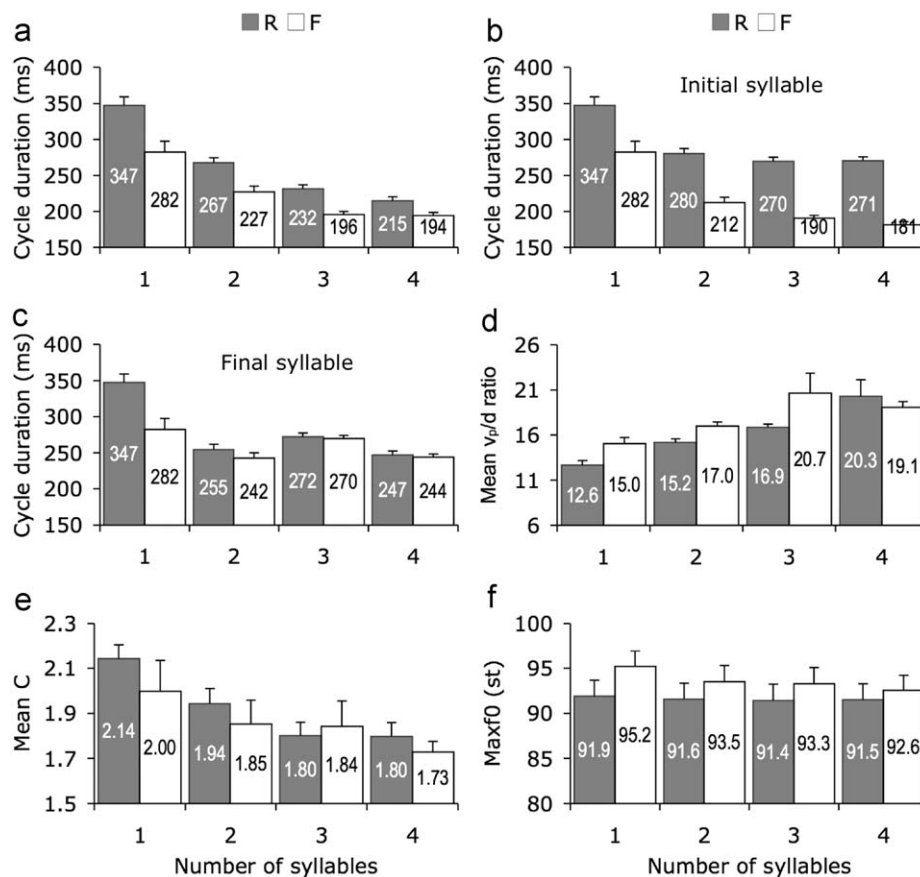 a
R F
Cycle duration (ms)
400
350
300
250
200
150
347 282 267 227 232 196 215 194
1 2 3 4
b
R F
Initial syllable
Cycle duration (ms)
400
350
300
250
200
150
347 282 280 212 270 190 271 181
1 2 3 4
c
Final syllable
Cycle duration (ms)
400
350
300
250
200
150
347 282 255 242 272 270 247 244
1 2 3 4
d
Mean vp/d ratio
26
21
16
11
6
12.6 15.0 15.2 17.0 16.9 20.7 20.3 19.1
1 2 3 4
e
Mean C
2.3
2.1
1.9
1.7
1.5
2.14 2.00 1.94 1.85 1.80 1.84 1.80 1.73
1 2 3 4
Number of syllables
f
Maxf0 (st)
100
95
90
85
80
91.9 95.2 91.6 93.5 91.4 93.3 91.5 92.6
1 2 3 4
Number of syllables